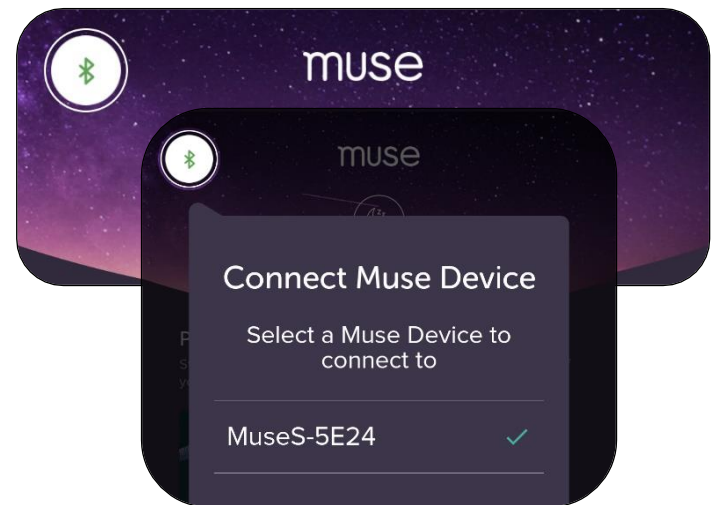 muse
muse
Connect Muse Device
Select a Muse Device to
connect to
MuseS-5E24